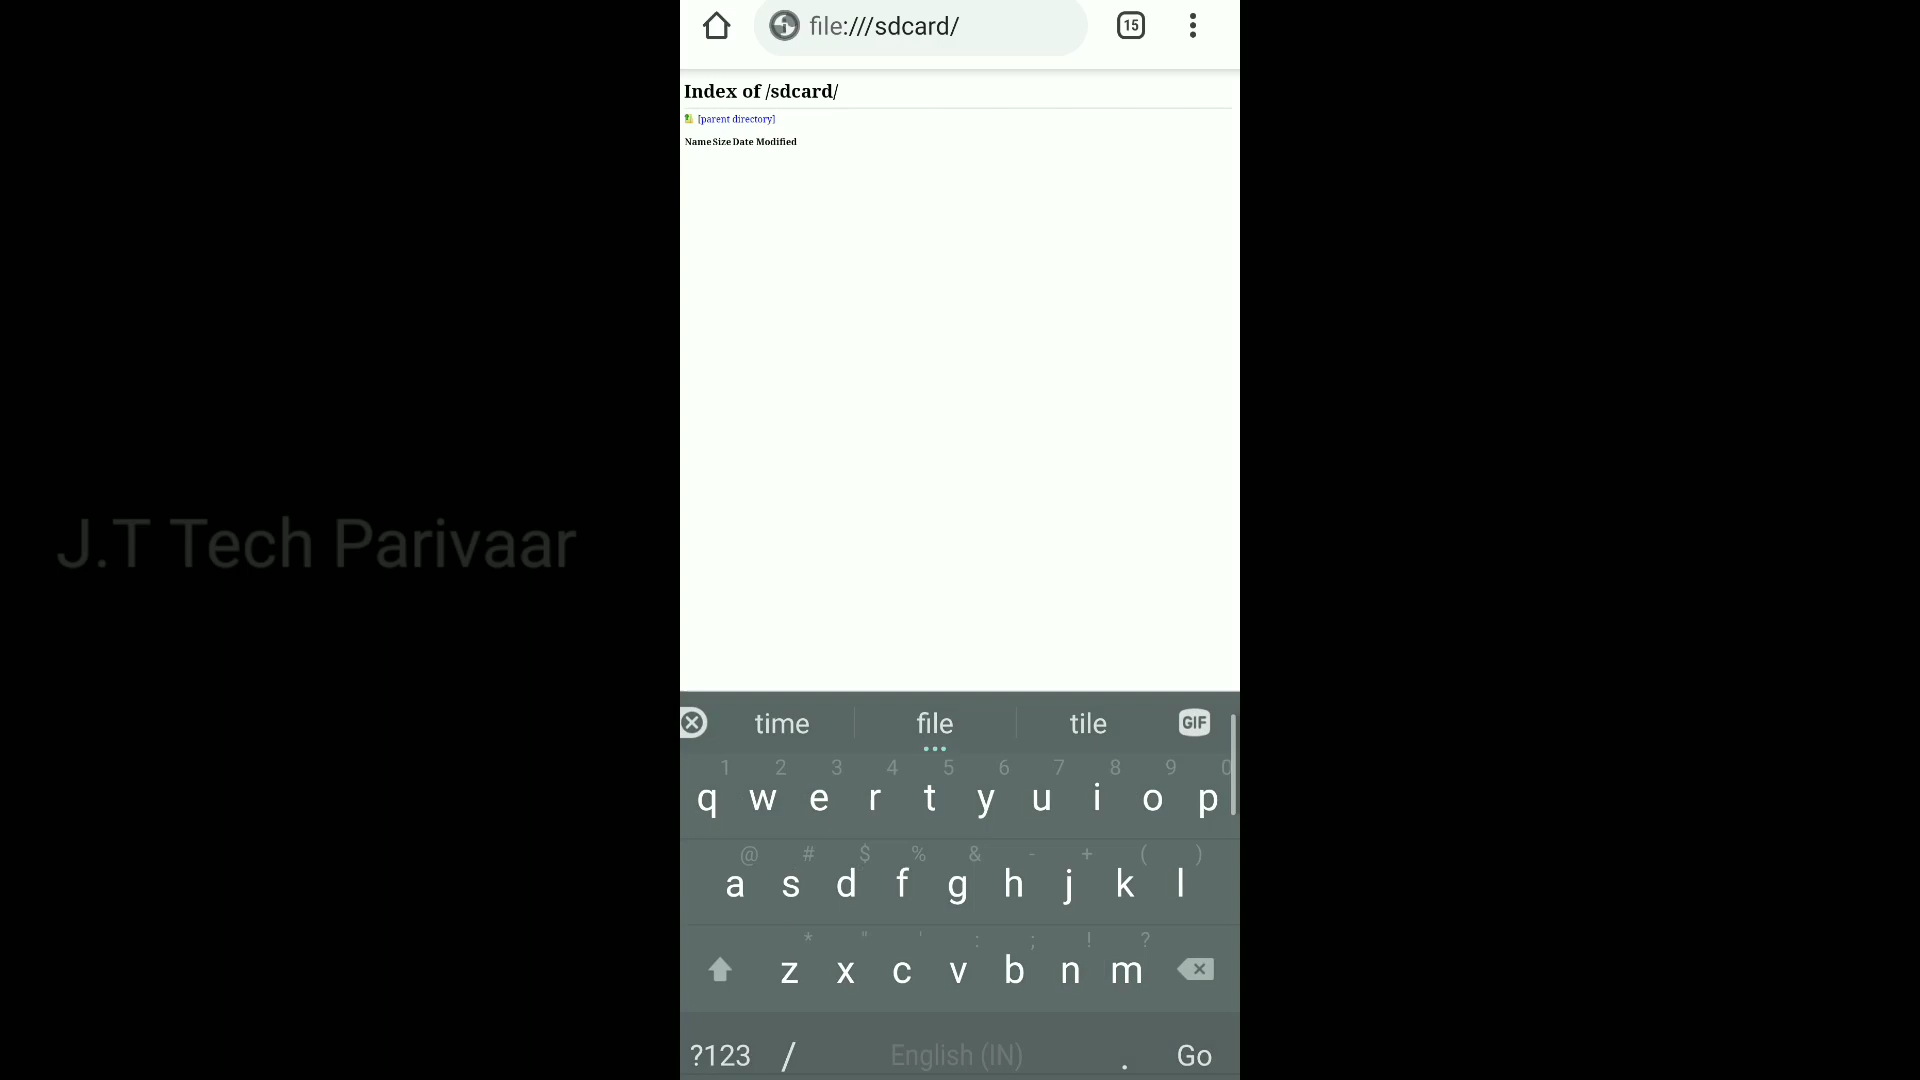 file:///sdcard/
15
Index of /sdcard/
[parent directory]
Name Size Date Modified
J.T Tech Parivaar
time file tile GIF
1 2 3 4 5 6 7 8 9 0
q w e r t y u i o p
@ # $ % & - + ( )
a s d f g h j k l
* " ' : ; ! ?
z x c v b n m
?123 / English (IN) . Go